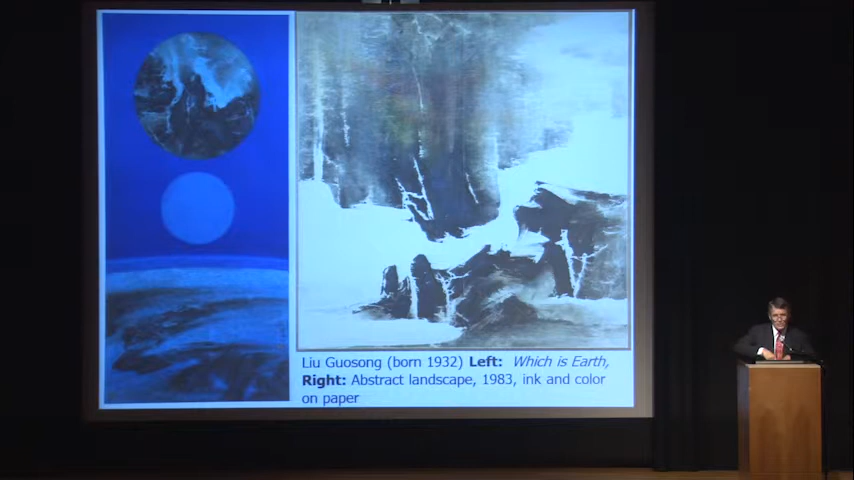 Liu Guosong (born 1932) Left: Which is Earth,
Right: Abstract landscape, 1983, ink and color
on paper